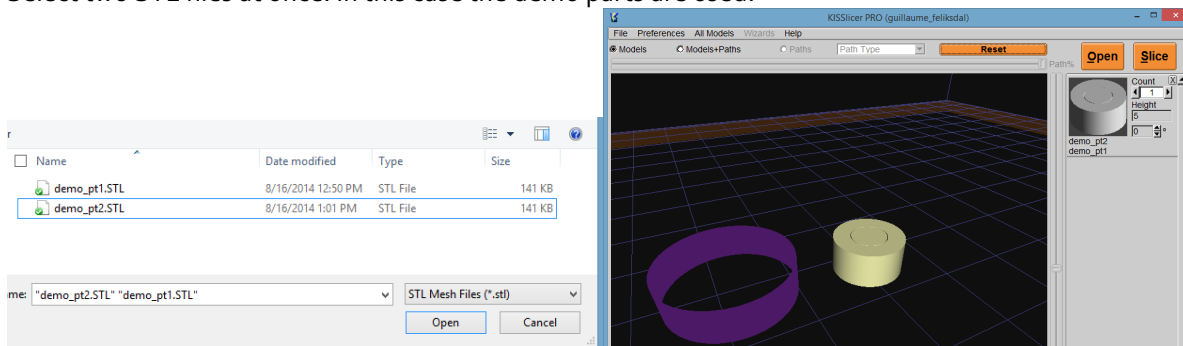 Select two STL files at once. In this case the demo parts are used.
r
Name Date modified Type Size
demo_pt1.STL 8/16/2014 12:50 PM STL File 141 KB
demo_pt2.STL 8/16/2014 1:01 PM STL File 141 KB
me: "demo_pt2.STL" "demo_pt1.STL" STL Mesh Files (*.stl)
Open Cancel
KISSlicer PRO (guillaume_feliksdal)
File Preferences All Models Wizards Help
Models Models+Paths Paths Path Type Reset
Path%
Open Slice
Count X
1
Height
5
0 °
demo_pt2
demo_pt1